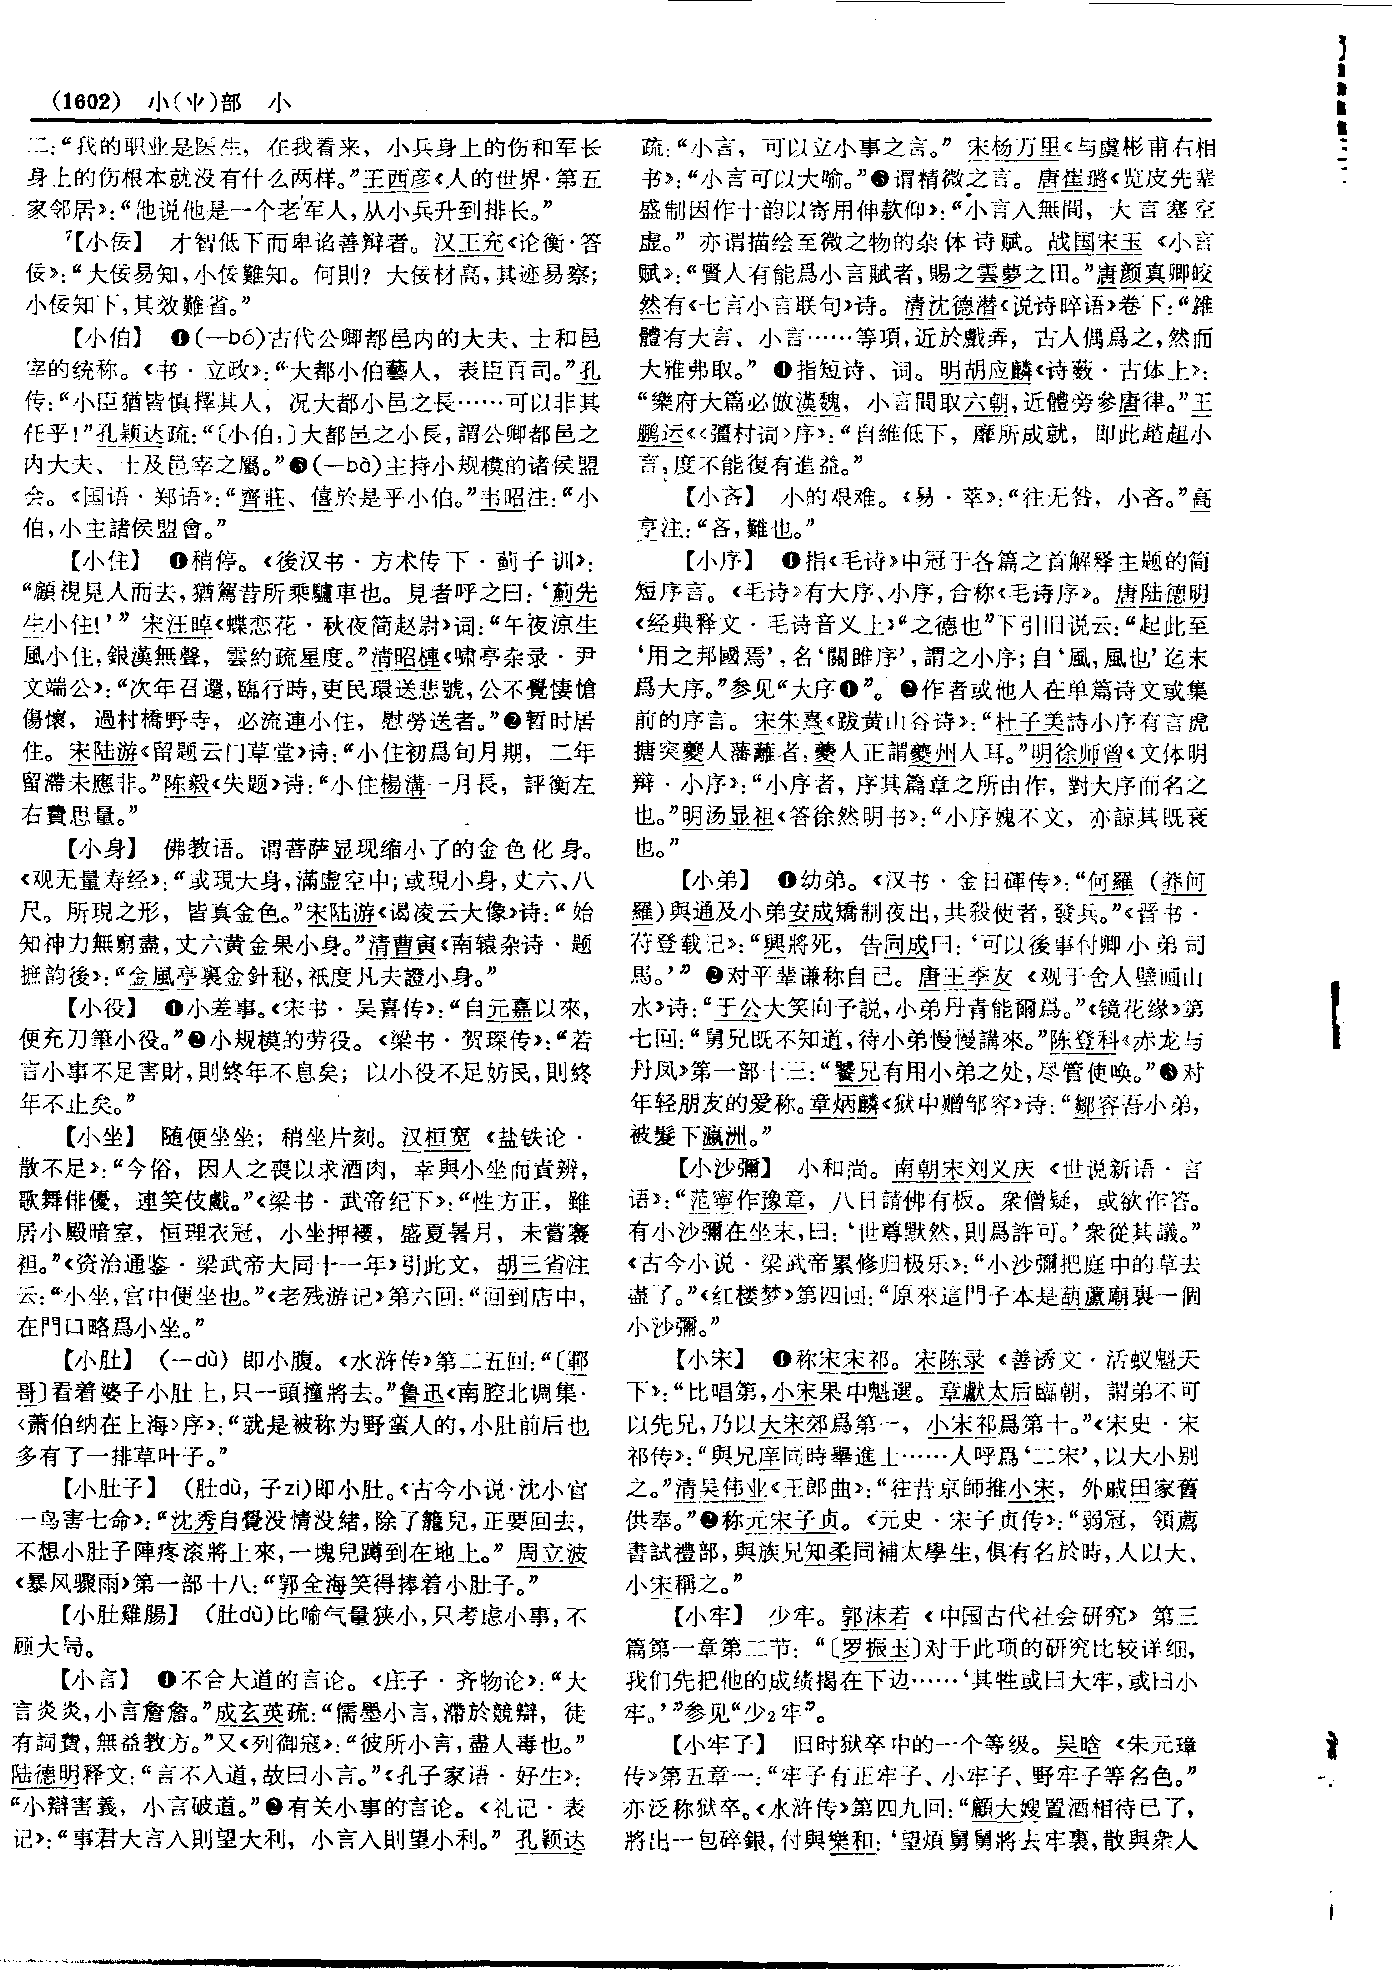 (1602) 小(⺌)部 小
二：“我的职业是医生，在我看来，小兵身上的伤和军长
身上的伤根本就没有什么两样。”王西彦《人的世界·第五
家邻居》：“他说他是一个老军人，从小兵升到排长。”
【小佞】 才智低下而卑谄善辩者。汉王充《论衡·答
佞》：“大佞易知，小佞難知。何則？大佞材高，其迹易察；
小佞知下，其效難省。”
【小伯】 ❶(—bó)古代公卿都邑内的大夫、士和邑
宰的统称。《书·立政》：“大都小伯藝人，表臣百司。”孔
传：“小臣猶皆慎擇其人，况大都小邑之長……可以非其
任乎！”孔颖达疏：“〔小伯：〕大都邑之小長，謂公卿都邑之
内大夫、士及邑宰之屬。”❷(—bà)主持小规模的诸侯盟
会。《国语·郑语》：“齊莊、僖於是乎小伯。”韦昭注：“小
伯，小主諸侯盟會。”
【小住】 ❶稍停。《後汉书·方术传下·蓟子训》：
“顧視見人而去，猶駕昔所乘驢車也。見者呼之曰：‘薊先
生小住！’”宋汪晫《蝶恋花·秋夜简赵尉》词：“午夜涼生
風小住，銀漢無聲，雲約疏星度。”清昭槤《啸亭杂录·尹
文端公》：“次年召還，臨行時，吏民環送悲號，公不覺悽愴
傷懷，過村橋野寺，必流連小住，慰勞送者。”❷暂时居
住。宋陆游《留题云门草堂》诗：“小住初爲旬月期，二年
留滯未應非。”陈毅《失题》诗：“小住楊溝一月長，評衡左
右費思量。”
【小身】 佛教语。谓菩萨显现缩小了的金色化身。
《观无量寿经》：“或現大身，滿虚空中；或現小身，丈六、八
尺。所現之形，皆真金色。”宋陆游《谒凌云大像》诗：“始
知神力無窮盡，丈六黄金果小身。”清曹寅《南辕杂诗·题
摭韵後》：“金風亭裏金針秘，祇度凡夫證小身。”
【小役】 ❶小差事。《宋书·吴喜传》：“自元嘉以來，
便充刀筆小役。”❷小规模的劳役。《梁书·贺琛传》：“若
言小事不足害財，則終年不息矣；以小役不足妨民，則終
年不止矣。”
【小坐】 随便坐坐；稍坐片刻。汉桓宽《盐铁论·
散不足》：“今俗，因人之喪以求酒肉，幸與小坐而責辨，
歌舞俳優，連笑伎戲。”《梁书·武帝纪下》：“性方正，雖
居小殿暗室，恒理衣冠，小坐押䙅，盛夏暑月，未嘗褰
袒。”《资治通鉴·梁武帝大同十一年》引此文，胡三省注
云：“小坐，宫中便坐也。”《老残游记》第六回：“回到店中，
在門口略爲小坐。”
【小肚】 (—dù)即小腹。《水浒传》第二五回：“〔鄆
哥〕看着婆子小肚上，只一頭撞將去。”鲁迅《南腔北调集·
〈萧伯纳在上海〉序》：“就是被称为野蛮人的，小肚前后也
多有了一排草叶子。”
【小肚子】 (肚dù，子zi)即小肚。《古今小说·沈小官
一鸟害七命》：“沈秀自覺没情没緒，除了籠兒，正要回去，
不想小肚子陣疼滚將上來，一塊兒蹲到在地上。”周立波
《暴风骤雨》第一部十八：“郭全海笑得捧着小肚子。”
【小肚雞腸】 (肚dù)比喻气量狭小，只考虑小事，不
顾大局。
【小言】 ❶不合大道的言论。《庄子·齐物论》：“大
言炎炎，小言詹詹。”成玄英疏：“儒墨小言，滯於競辯，徒
有詞費，無益教方。”又《列御寇》：“彼所小言，盡人毒也。”
陆德明释文：“言不入道，故曰小言。”《孔子家语·好生》：
“小辯害義，小言破道。”❷有关小事的言论。《礼记·表
记》：“事君大言入則望大利，小言入則望小利。”孔颖达
疏：“小言，可以立小事之言。”宋杨万里《与虞彬甫右相
书》：“小言可以大喻。”❸谓精微之言。唐崔璐《览皮先辈
盛制因作十韵以寄用伸款仰》：“小言入無間，大言塞空
虚。”亦谓描绘至微之物的杂体诗赋。战国宋玉《小言
赋》：“賢人有能爲小言賦者，賜之雲夢之田。”唐颜真卿皎
然有《七言小言联句》诗。清沈德潜《说诗晬语》卷下：“雜
體有大言、小言……等項，近於戲弄，古人偶爲之，然而
大雅弗取。”❹指短诗、词。明胡应麟《诗薮·古体上》：
“樂府大篇必倣漢魏，小言間取六朝，近體旁參唐律。”王
鹏运《〈彊村词〉序》：“自維低下，靡所成就，即此趑趄小
言，度不能復有進益。”
【小吝】 小的艰难。《易·萃》：“往无咎，小吝。”高
亨注：“吝，難也。”
【小序】 ❶指《毛诗》中冠于各篇之首解释主题的简
短序言。《毛诗》有大序、小序，合称《毛诗序》。唐陆德明
《经典释文·毛诗音义上》“之德也”下引旧说云：“起此至
‘用之邦國焉’，名‘關雎序’，謂之小序；自‘風，風也’迄末
爲大序。”参见“大序❶”。❷作者或他人在单篇诗文或集
前的序言。宋朱熹《跋黄山谷诗》：“杜子美詩小序有言虎
搪突夔人藩蘺者，夔人正謂夔州人耳。”明徐师曾《文体明
辩·小序》：“小序者，序其篇章之所由作，對大序而名之
也。”明汤显祖《答徐然明书》：“小序媿不文，亦諒其既衰
也。”
【小弟】 ❶幼弟。《汉书·金日磾传》：“何羅（莽何
羅）與通及小弟安成矯制夜出，共殺使者，發兵。”《晋书·
苻登载记》：“興將死，告同成曰：‘可以後事付卿小弟司
馬。’”❷对平辈谦称自己。唐王季友《观于舍人壁画山
水》诗：“于公大笑向予説，小弟丹青能爾爲。”《镜花缘》第
七回：“舅兄既不知道，待小弟慢慢講來。”陈登科《赤龙与
丹凤》第一部十三：“饕兄有用小弟之处，尽管使唤。”❸对
年轻朋友的爱称。章炳麟《狱中赠邹容》诗：“鄒容吾小弟，
被髮下瀛洲。”
【小沙彌】 小和尚。南朝宋刘义庆《世说新语·言
语》：“范甯作豫章，八日請佛有板。衆僧疑，或欲作答。
有小沙彌在坐末，曰：‘世尊默然，則爲許可。’衆從其議。”
《古今小说·梁武帝累修归极乐》：“小沙彌把庭中的草去
盡了。”《红楼梦》第四回：“原來這門子本是葫蘆廟裏一個
小沙彌。”
【小宋】 ❶称宋宋祁。宋陈录《善诱文·活蚁魁天
下》：“比唱第，小宋果中魁選。章獻太后臨朝，謂弟不可
以先兄，乃以大宋郊爲第一，小宋祁爲第十。”《宋史·宋
祁传》：“與兄庠同時舉進士……人呼爲‘二宋’，以大小别
之。”清吴伟业《王郎曲》：“往昔京師推小宋，外戚田家舊
供奉。”❷称元宋子贞。《元史·宋子贞传》：“弱冠，領薦
書試禮部，與族兄知柔同補太學生，俱有名於時，人以大、
小宋稱之。”
【小牢】 少牢。郭沫若《中国古代社会研究》第三
篇第一章第二节：“〔罗振玉〕对于此项的研究比较详细，
我们先把他的成绩揭在下边……‘其牲或曰大牢，或曰小
牢。’”参见“少2牢”。
【小牢子】 旧时狱卒中的一个等级。吴晗《朱元璋
传》第五章一：“牢子有正牢子、小牢子、野牢子等名色。”
亦泛称狱卒。《水浒传》第四九回：“顧大嫂置酒相待已了，
將出一包碎銀，付與樂和：‘望煩舅舅將去牢裏，散與衆人